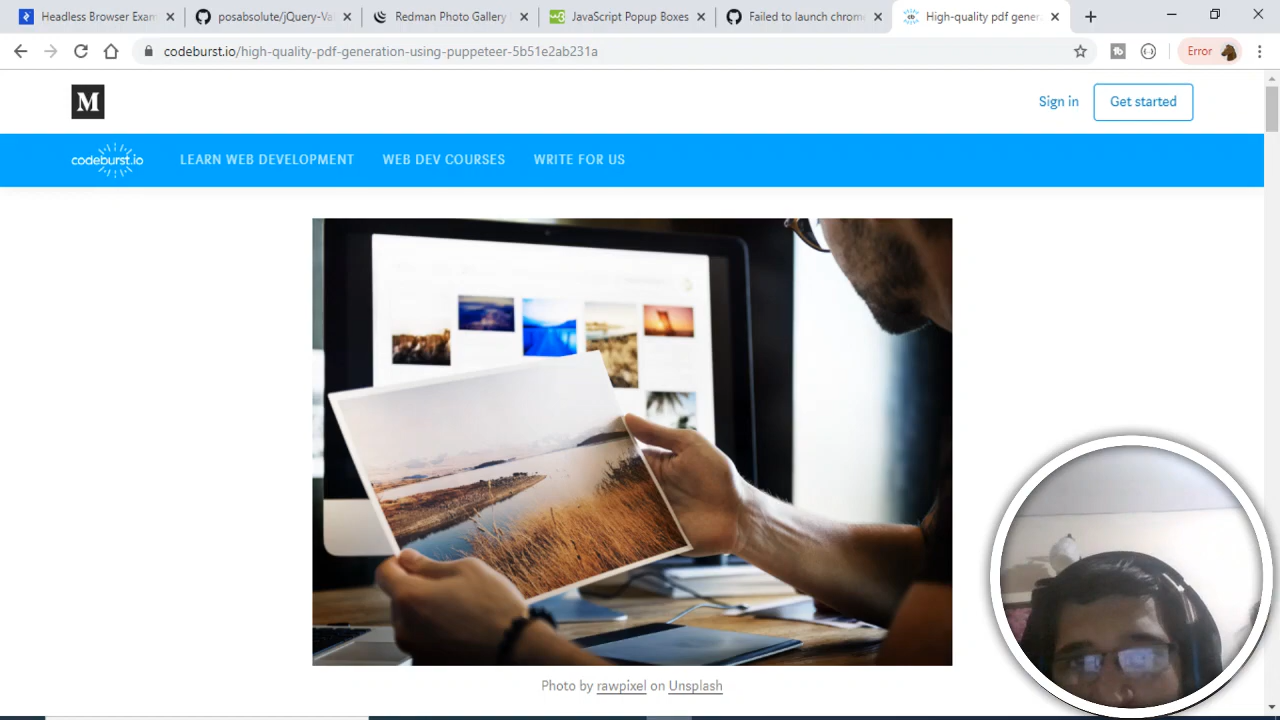 Headless Browser Exam
posabsolute/jQuery-Va
Redman Photo Gallery
JavaScript Popup Boxes
Failed to launch chrome
High-quality pdf gener
codeburst.io/high-quality-pdf-generation-using-puppeteer-5b51e2ab231a
Error
M
Sign in
Get started
codeburst.io
LEARN WEB DEVELOPMENT
WEB DEV COURSES
WRITE FOR US
Photo by rawpixel on Unsplash